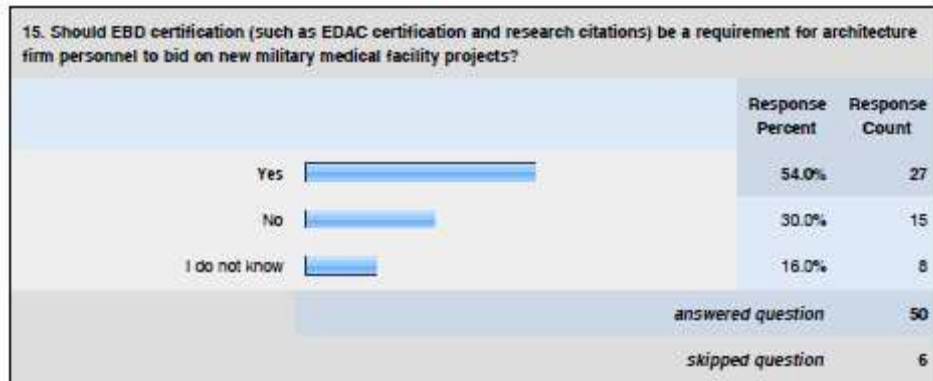 15. Should EBD certification (such as EDAC certification and research citations) be a requirement for architecture
firm personnel to bid on new military medical facility projects?
Response Percent Response Count
Yes 54.0% 27
No 30.0% 15
I do not know 16.0% 8
answered question 50
skipped question 6